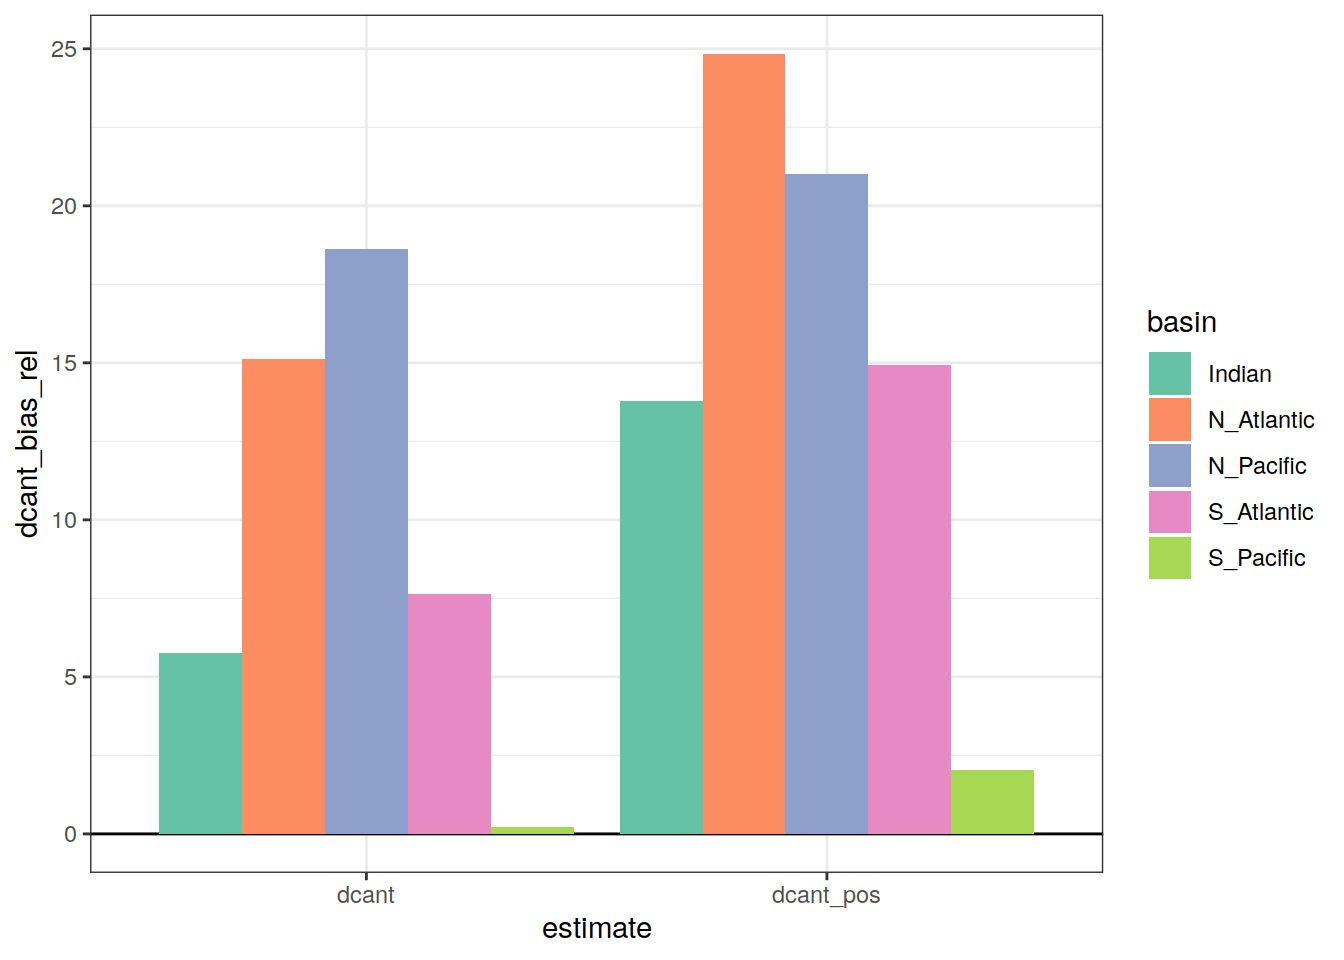 25
20
15
10
5
0
dcant_bias_rel
dcant
dcant_pos
estimate
basin
Indian
N_Atlantic
N_Pacific
S_Atlantic
S_Pacific